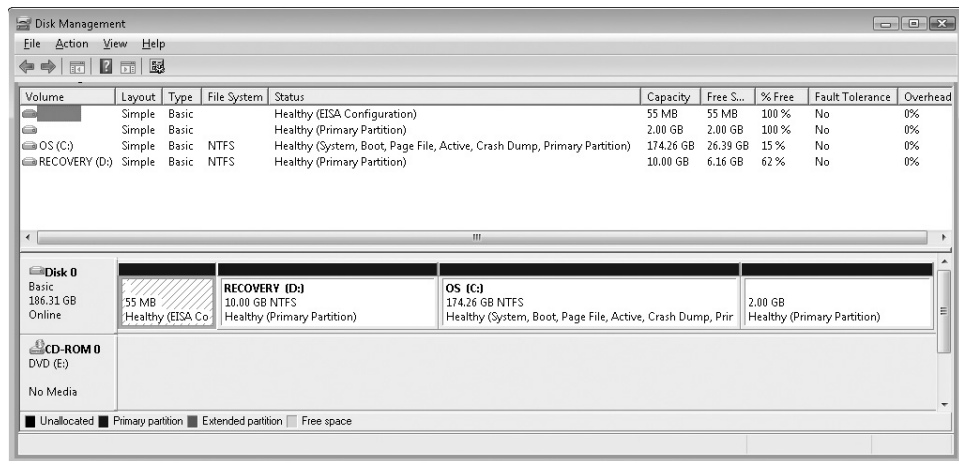 Disk Management
File Action View Help
Volume Layout Type File System Status Capacity Free S... % Free Fault Tolerance Overhead
Simple Basic Healthy (EISA Configuration) 55 MB 55 MB 100 % No 0%
Simple Basic Healthy (Primary Partition) 2.00 GB 2.00 GB 100 % No 0%
OS (C:) Simple Basic NTFS Healthy (System, Boot, Page File, Active, Crash Dump, Primary Partition) 174.26 GB 26.39 GB 15 % No 0%
RECOVERY (D:) Simple Basic NTFS Healthy (Primary Partition) 10.00 GB 6.16 GB 62 % No 0%
Disk 0
Basic
186.31 GB
Online
55 MB
Healthy (EISA Co
RECOVERY (D:)
10.00 GB NTFS
Healthy (Primary Partition)
OS (C:)
174.26 GB NTFS
Healthy (System, Boot, Page File, Active, Crash Dump, Prir
2.00 GB
Healthy (Primary Partition)
CD-ROM 0
DVD (E:)
No Media
Unallocated Primary partition Extended partition Free space